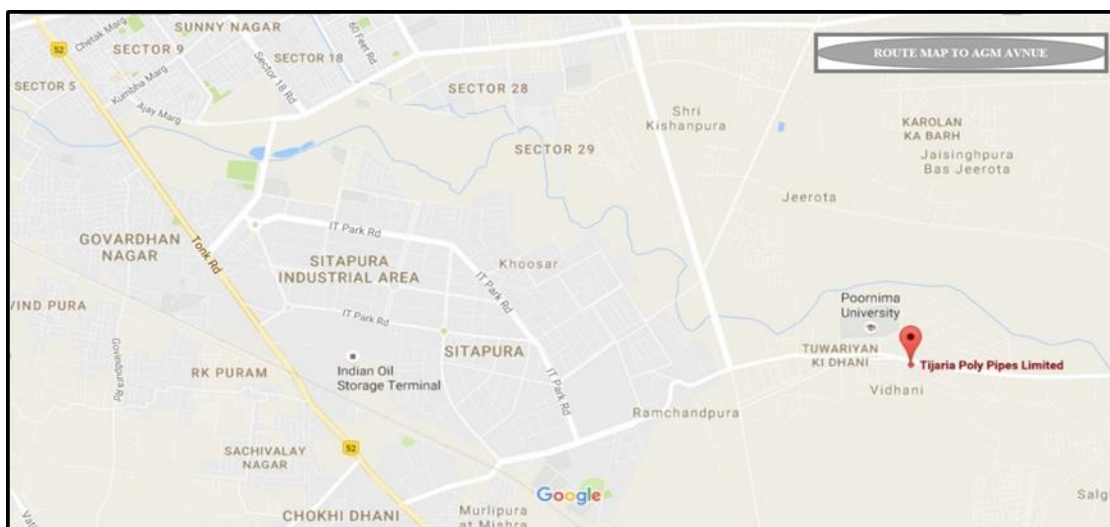 SUNNY NAGAR
Chetak Marg
52
SECTOR 9
60 Feet Rd
ROUTE MAP TO AGM AVNUE
SECTOR 18
SECTOR 5
Kumbha Marg
Sector 18 Rd
SECTOR 28
Ajay Marg
Shri
Kishanpura
KAROLAN
KA BARH
SECTOR 29
Jaisinghpura
Bas Jeerota
Jeerota
IT Park Rd
GOVARDHAN
NAGAR
Tonk Rd
SITAPURA
INDUSTRIAL AREA
Khoosar
IT Park Rd
VIND PURA
IT Park Rd
Poornima
University
Govindpura Rd
SITAPURA
TUWARIYAN
KI DHANI
Tijaria Poly Pipes Limited
Indian Oil
Storage Terminal
RK PURAM
Vidhani
IT Park Rd
Ramchandpura
SACHIVALAY
NAGAR
52
Google
Salg
CHOKHI DHANI
Murlipura
at Mishra